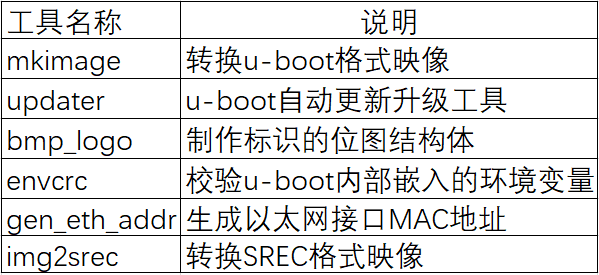 工具名称 说明
mkimage 转换u-boot格式映像
updater u-boot自动更新升级工具
bmp_logo 制作标识的位图结构体
envcrc 校验u-boot内部嵌入的环境变量
gen_eth_addr 生成以太网接口MAC地址
img2srec 转换SREC格式映像